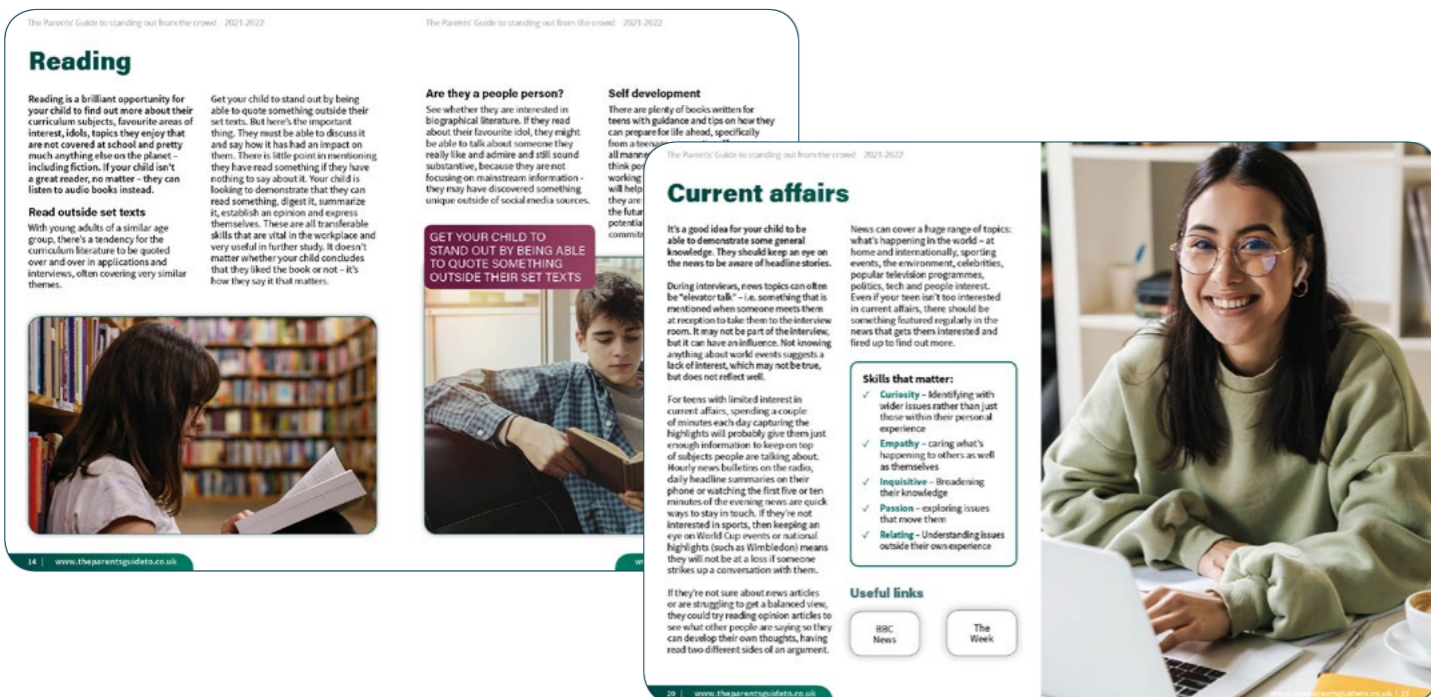 The Parents' Guide to standing out from the crowd 2021-2022
Reading
Reading is a brilliant opportunity for
your child to find out more about their
curriculum subjects, favourite areas of
interest, idols, topics they enjoy that
are not covered at school and pretty
much anything else on the planet –
including fiction. If your child isn't
a great reader, no matter – they can
listen to audio books instead.
Read outside set texts
With young adults of a similar age
group, there's a tendency for the
curriculum literature to be quoted
over and over in applications and
interviews, often covering very similar
themes.
Get your child to stand out by being
able to quote something outside their
set texts. But here's the important
thing. They must be able to discuss it
and say how it has had an impact on
them. There is little point in mentioning
they have read something if they have
nothing to say about it. Your child is
looking to demonstrate that they can
read something, digest it, summarize
it, establish an opinion and express
themselves. These are all transferable
skills that are vital in the workplace and
very useful in further study. It doesn't
matter whether your child concludes
that they liked the book or not – it's
how they say it that matters.
14 | www.theparentsguideto.co.uk
The Parents' Guide to standing out from the crowd 2021-2022
Are they a people person?
See whether they are interested in
biographical literature. If they read
about their favourite idol, they might
be able to talk about someone they
really like and admire and still sound
substantive, because they are not
focusing on mainstream information -
they may have discovered something
unique outside of social media sources.
GET YOUR CHILD TO
STAND OUT BY BEING ABLE
TO QUOTE SOMETHING
OUTSIDE THEIR SET TEXTS
Self development
There are plenty of books written for
teens with guidance and tips on how they
can prepare for life ahead, specifically
from a teenage
all manner
think
working
will help
they are
the futur
potential
commitm
The Parents' Guide to standing out from the crowd 2021-2022
Current affairs
It's a good idea for your child to be
able to demonstrate some general
knowledge. They should keep an eye on
the news to be aware of headline stories.
During interviews, news topics can often
be "elevator talk" – i.e. something that is
mentioned when someone meets them
at reception to take them to the interview
room. It may not be part of the interview,
but it can have an influence. Not knowing
anything about world events suggests a
lack of interest, which may not be true,
but does not reflect well.
For teens with limited interest in
current affairs, spending a couple
of minutes each day capturing the
highlights will probably give them just
enough information to keep on top
of subjects people are talking about.
Hourly news bulletins on the radio,
daily headline summaries on their
phone or watching the first five or ten
minutes of the evening news are quick
ways to stay in touch. If they're not
interested in sports, then keeping an
eye on World Cup events or national
highlights (such as Wimbledon) means
they will not be at a loss if someone
strikes up a conversation with them.
If they're not sure about news articles
or are struggling to get a balanced view,
they could try reading opinion articles to
see what other people are saying so they
can develop their own thoughts, having
read two different sides of an argument.
News can cover a huge range of topics:
what's happening in the world – at
home and internationally, sporting
events, the environment, celebrities,
popular television programmes,
politics, tech and people interest.
Even if your teen isn't too interested
in current affairs, there should be
something featured regularly in the
news that gets them interested and
fired up to find out more.
Skills that matter:
✓ Curiosity – Identifying with
wider issues rather than just
those within their personal
experience
✓ Empathy – caring what's
happening to others as well
as themselves
✓ Inquisitive – Broadening
their knowledge
✓ Passion – exploring issues
that move them
✓ Relating – Understanding issues
outside their own experience
Useful links
BBC
News
The
Week
20 | www.theparentsguideto.co.uk